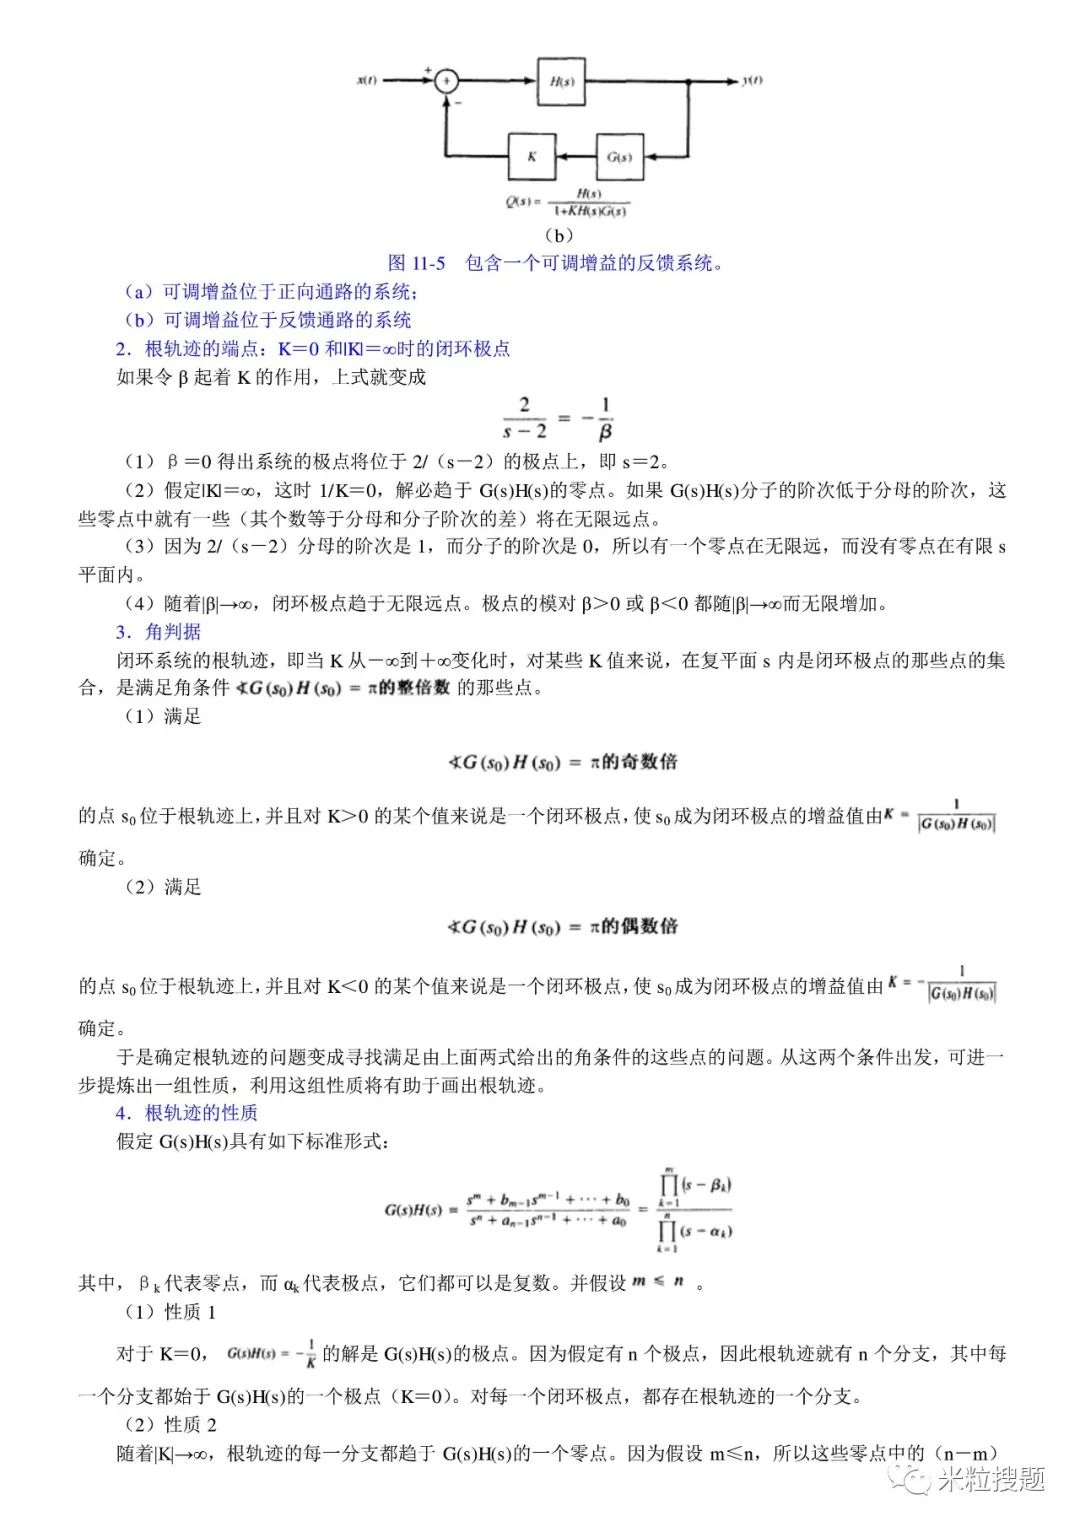 x(t)
+
+
H(s)
y(t)
−
K
G(s)
Q(s) = H(s) / 1+KH(s)G(s)
（b）
图 11-5 包含一个可调增益的反馈系统。
（a）可调增益位于正向通路的系统；
（b）可调增益位于反馈通路的系统
2．根轨迹的端点：K＝0 和|K|＝∞时的闭环极点
如果令 β 起着 K 的作用，上式就变成
2 / s − 2 = − 1 / β
（1）β＝0 得出系统的极点将位于 2/（s－2）的极点上，即 s＝2。
（2）假定|K|＝∞，这时 1/K＝0，解必趋于 G(s)H(s)的零点。如果 G(s)H(s)分子的阶次低于分母的阶次，这
些零点中就有一些（其个数等于分母和分子阶次的差）将在无限远点。
（3）因为 2/（s－2）分母的阶次是 1，而分子的阶次是 0，所以有一个零点在无限远，而没有零点在有限 s
平面内。
（4）随着|β|→∞，闭环极点趋于无限远点。极点的模对 β＞0 或 β＜0 都随|β|→∞而无限增加。
3．角判据
闭环系统的根轨迹，即当 K 从－∞到＋∞变化时，对某些 K 值来说，在复平面 s 内是闭环极点的那些点的集
合，是满足角条件 ∢G(s₀)H(s₀) = π的整倍数 的那些点。
（1）满足
∢G(s₀)H(s₀) = π的奇数倍
的点 s₀位于根轨迹上，并且对 K＞0 的某个值来说是一个闭环极点，使 s₀成为闭环极点的增益值由K = 1 / |G(s₀)H(s₀)|
确定。
（2）满足
∢G(s₀)H(s₀) = π的偶数倍
的点 s₀位于根轨迹上，并且对 K＜0 的某个值来说是一个闭环极点，使 s₀成为闭环极点的增益值由 K = − 1 / |G(s₀)H(s₀)|
确定。
于是确定根轨迹的问题变成寻找满足由上面两式给出的角条件的这些点的问题。从这两个条件出发，可进一
步提炼出一组性质，利用这组性质将有助于画出根轨迹。
4．根轨迹的性质
假定 G(s)H(s)具有如下标准形式：
G(s)H(s) = (s^m + b_{m−1}s^{m−1} + ⋯ + b₀) / (s^n + a_{n−1}s^{n−1} + ⋯ + a₀) = ∏_{k=1}^{m}(s − β_k) / ∏_{k=1}^{n}(s − α_k)
其中，β_k代表零点，而 α_k代表极点，它们都可以是复数。并假设 m ≤ n 。
（1）性质 1
对于 K＝0， G(s)H(s) = − 1 / K 的解是 G(s)H(s)的极点。因为假定有 n 个极点，因此根轨迹就有 n 个分支，其中每
一个分支都始于 G(s)H(s)的一个极点（K＝0）。对每一个闭环极点，都存在根轨迹的一个分支。
（2）性质 2
随着|K|→∞，根轨迹的每一分支都趋于 G(s)H(s)的一个零点。因为假设 m≤n，所以这些零点中的（n－m）
米粒搜题